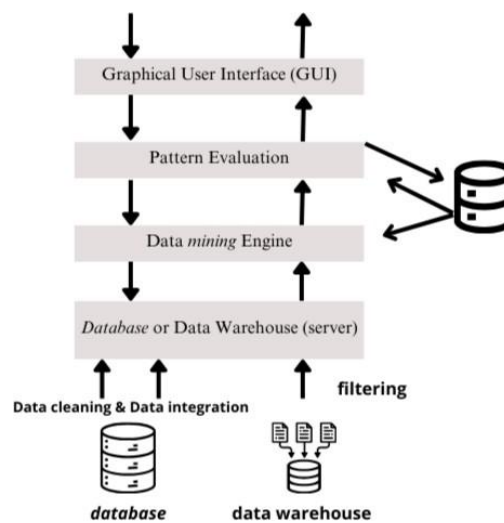 Graphical User Interface (GUI)
Pattern Evaluation
Data mining Engine
Database or Data Warehouse (server)
filtering
Data cleaning & Data integration
database
data warehouse